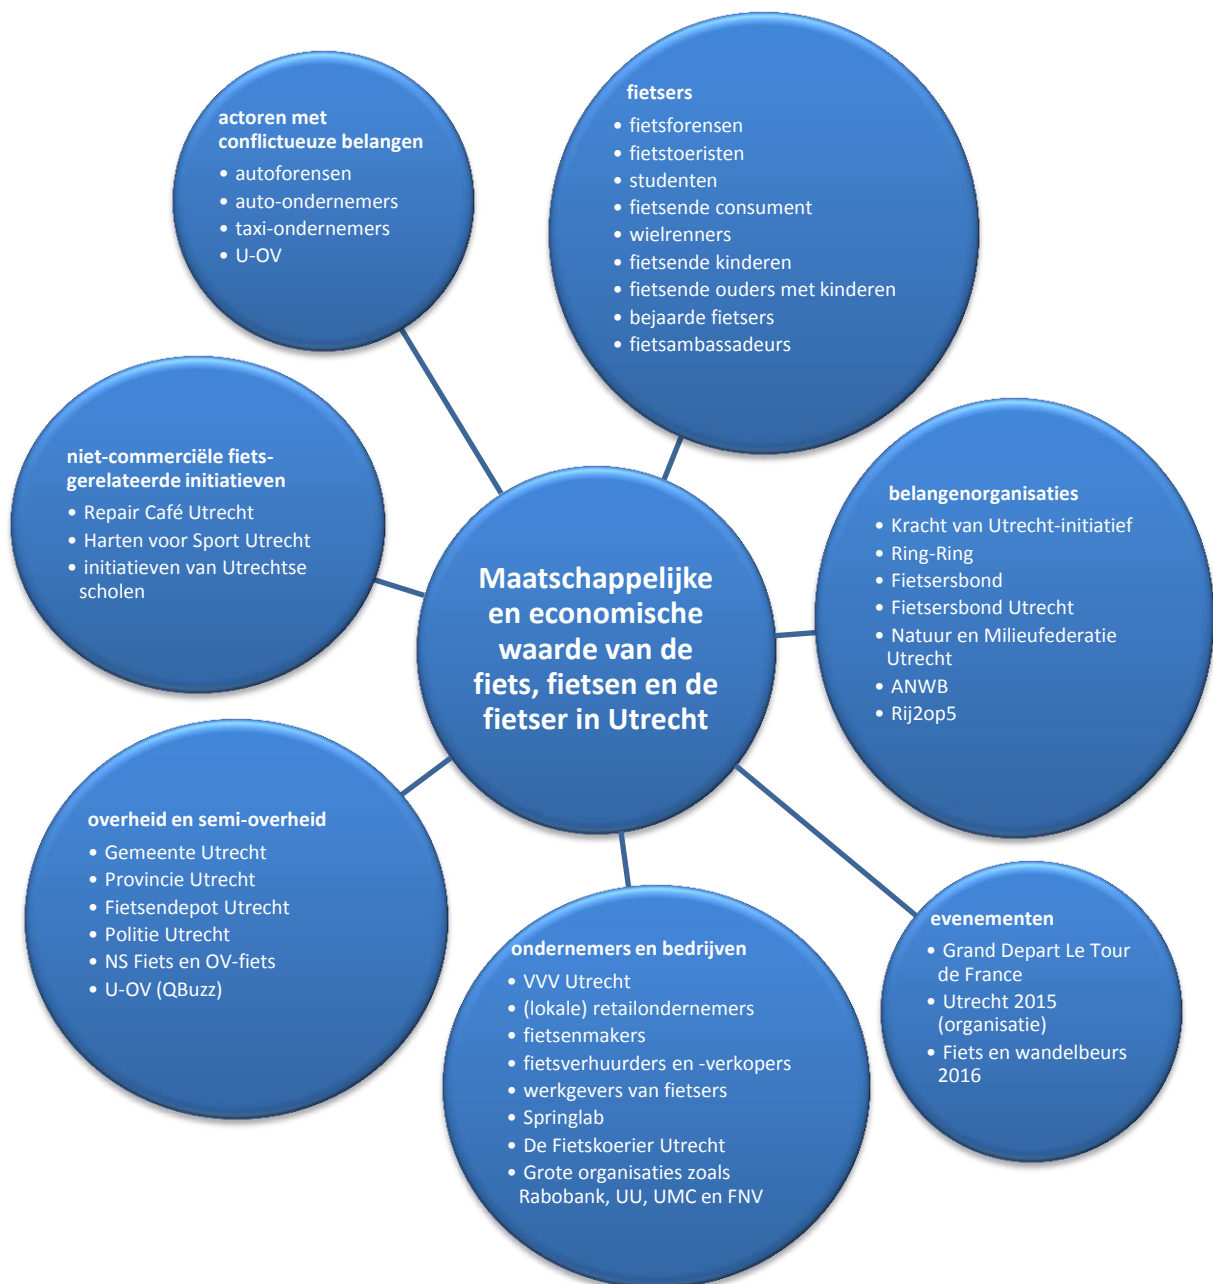 actoren met
conflictueuze belangen
• autoforensen
• auto-ondernemers
• taxi-ondernemers
• U-OV
fietsers
• fietsforensen
• fietstoeristen
• studenten
• fietsende consument
• wielrenners
• fietsende kinderen
• fietsende ouders met kinderen
• bejaarde fietsers
• fietsambassadeurs
niet-commerciële fiets-
gerelateerde initiatieven
• Repair Café Utrecht
• Harten voor Sport Utrecht
• initiatieven van Utrechtse
scholen
Maatschappelijke
en economische
waarde van de
fiets, fietsen en de
fietser in Utrecht
belangenorganisaties
• Kracht van Utrecht-initiatief
• Ring-Ring
• Fietsersbond
• Fietsersbond Utrecht
• Natuur en Milieufederatie
Utrecht
• ANWB
• Rij2op5
overheid en semi-overheid
• Gemeente Utrecht
• Provincie Utrecht
• Fietsendepot Utrecht
• Politie Utrecht
• NS Fiets en OV-fiets
• U-OV (QBuzz)
ondernemers en bedrijven
• VVV Utrecht
• (lokale) retailondernemers
• fietsenmakers
• fietsverhuurders en -verkopers
• werkgevers van fietsers
• Springlab
• De Fietskoerier Utrecht
• Grote organisaties zoals
Rabobank, UU, UMC en FNV
evenementen
• Grand Depart Le Tour
de France
• Utrecht 2015
(organisatie)
• Fiets en wandelbeurs
2016